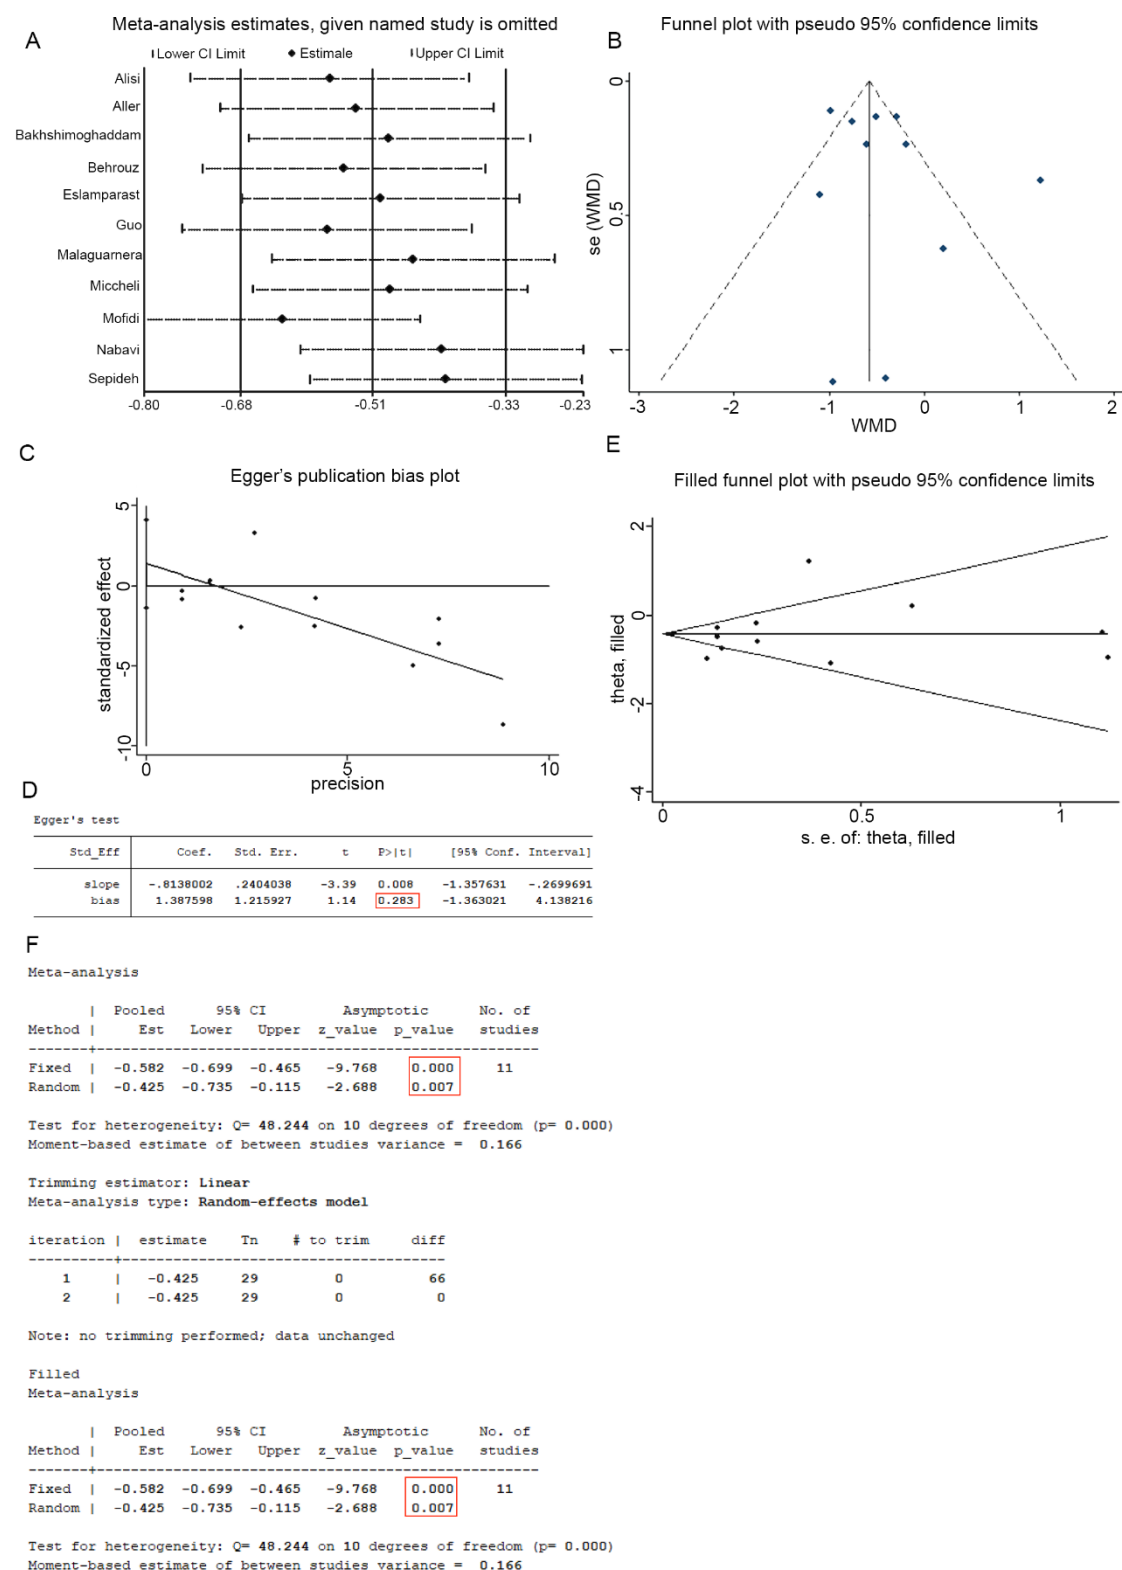 A
Meta-analysis estimates, given named study is omitted
Lower CI Limit
Estimale
Upper CI Limit
Alisi
Aller
Bakhshimoghaddam
Behrouz
Eslamparast
Guo
Malaguarnera
Miccheli
Mofidi
Nabavi
Sepideh
-0.80 -0.68 -0.51 -0.33 -0.23
B
Funnel plot with pseudo 95% confidence limits
se (WMD)
0
0.5
1
-3 -2 -1 0 1 2
WMD
C
Egger's publication bias plot
standardized effect
5
0
-5
-10
0 5 10
precision
E
Filled funnel plot with pseudo 95% confidence limits
theta, filled
2
0
-2
-4
0 0.5 1
s. e. of: theta, filled
D
Egger's test
Std_Eff Coef. Std. Err. t P>|t| [95% Conf. Interval]
slope -.8138002 .2404038 -3.39 0.008 -1.357631 -.2699691
bias 1.387598 1.215927 1.14 0.283 -1.363021 4.138216
F
Meta-analysis
| Pooled 95% CI Asymptotic No. of
Method | Est Lower Upper z_value p_value studies
-------+----------------------------------------------------
Fixed | -0.582 -0.699 -0.465 -9.768 0.000 11
Random | -0.425 -0.735 -0.115 -2.688 0.007
Test for heterogeneity: Q= 48.244 on 10 degrees of freedom (p= 0.000)
Moment-based estimate of between studies variance = 0.166
Trimming estimator: Linear
Meta-analysis type: Random-effects model
iteration | estimate Tn # to trim diff
----------+--------------------------------------
1 | -0.425 29 0 66
2 | -0.425 29 0 0
Note: no trimming performed; data unchanged
Filled
Meta-analysis
| Pooled 95% CI Asymptotic No. of
Method | Est Lower Upper z_value p_value studies
-------+----------------------------------------------------
Fixed | -0.582 -0.699 -0.465 -9.768 0.000 11
Random | -0.425 -0.735 -0.115 -2.688 0.007
Test for heterogeneity: Q= 48.244 on 10 degrees of freedom (p= 0.000)
Moment-based estimate of between studies variance = 0.166